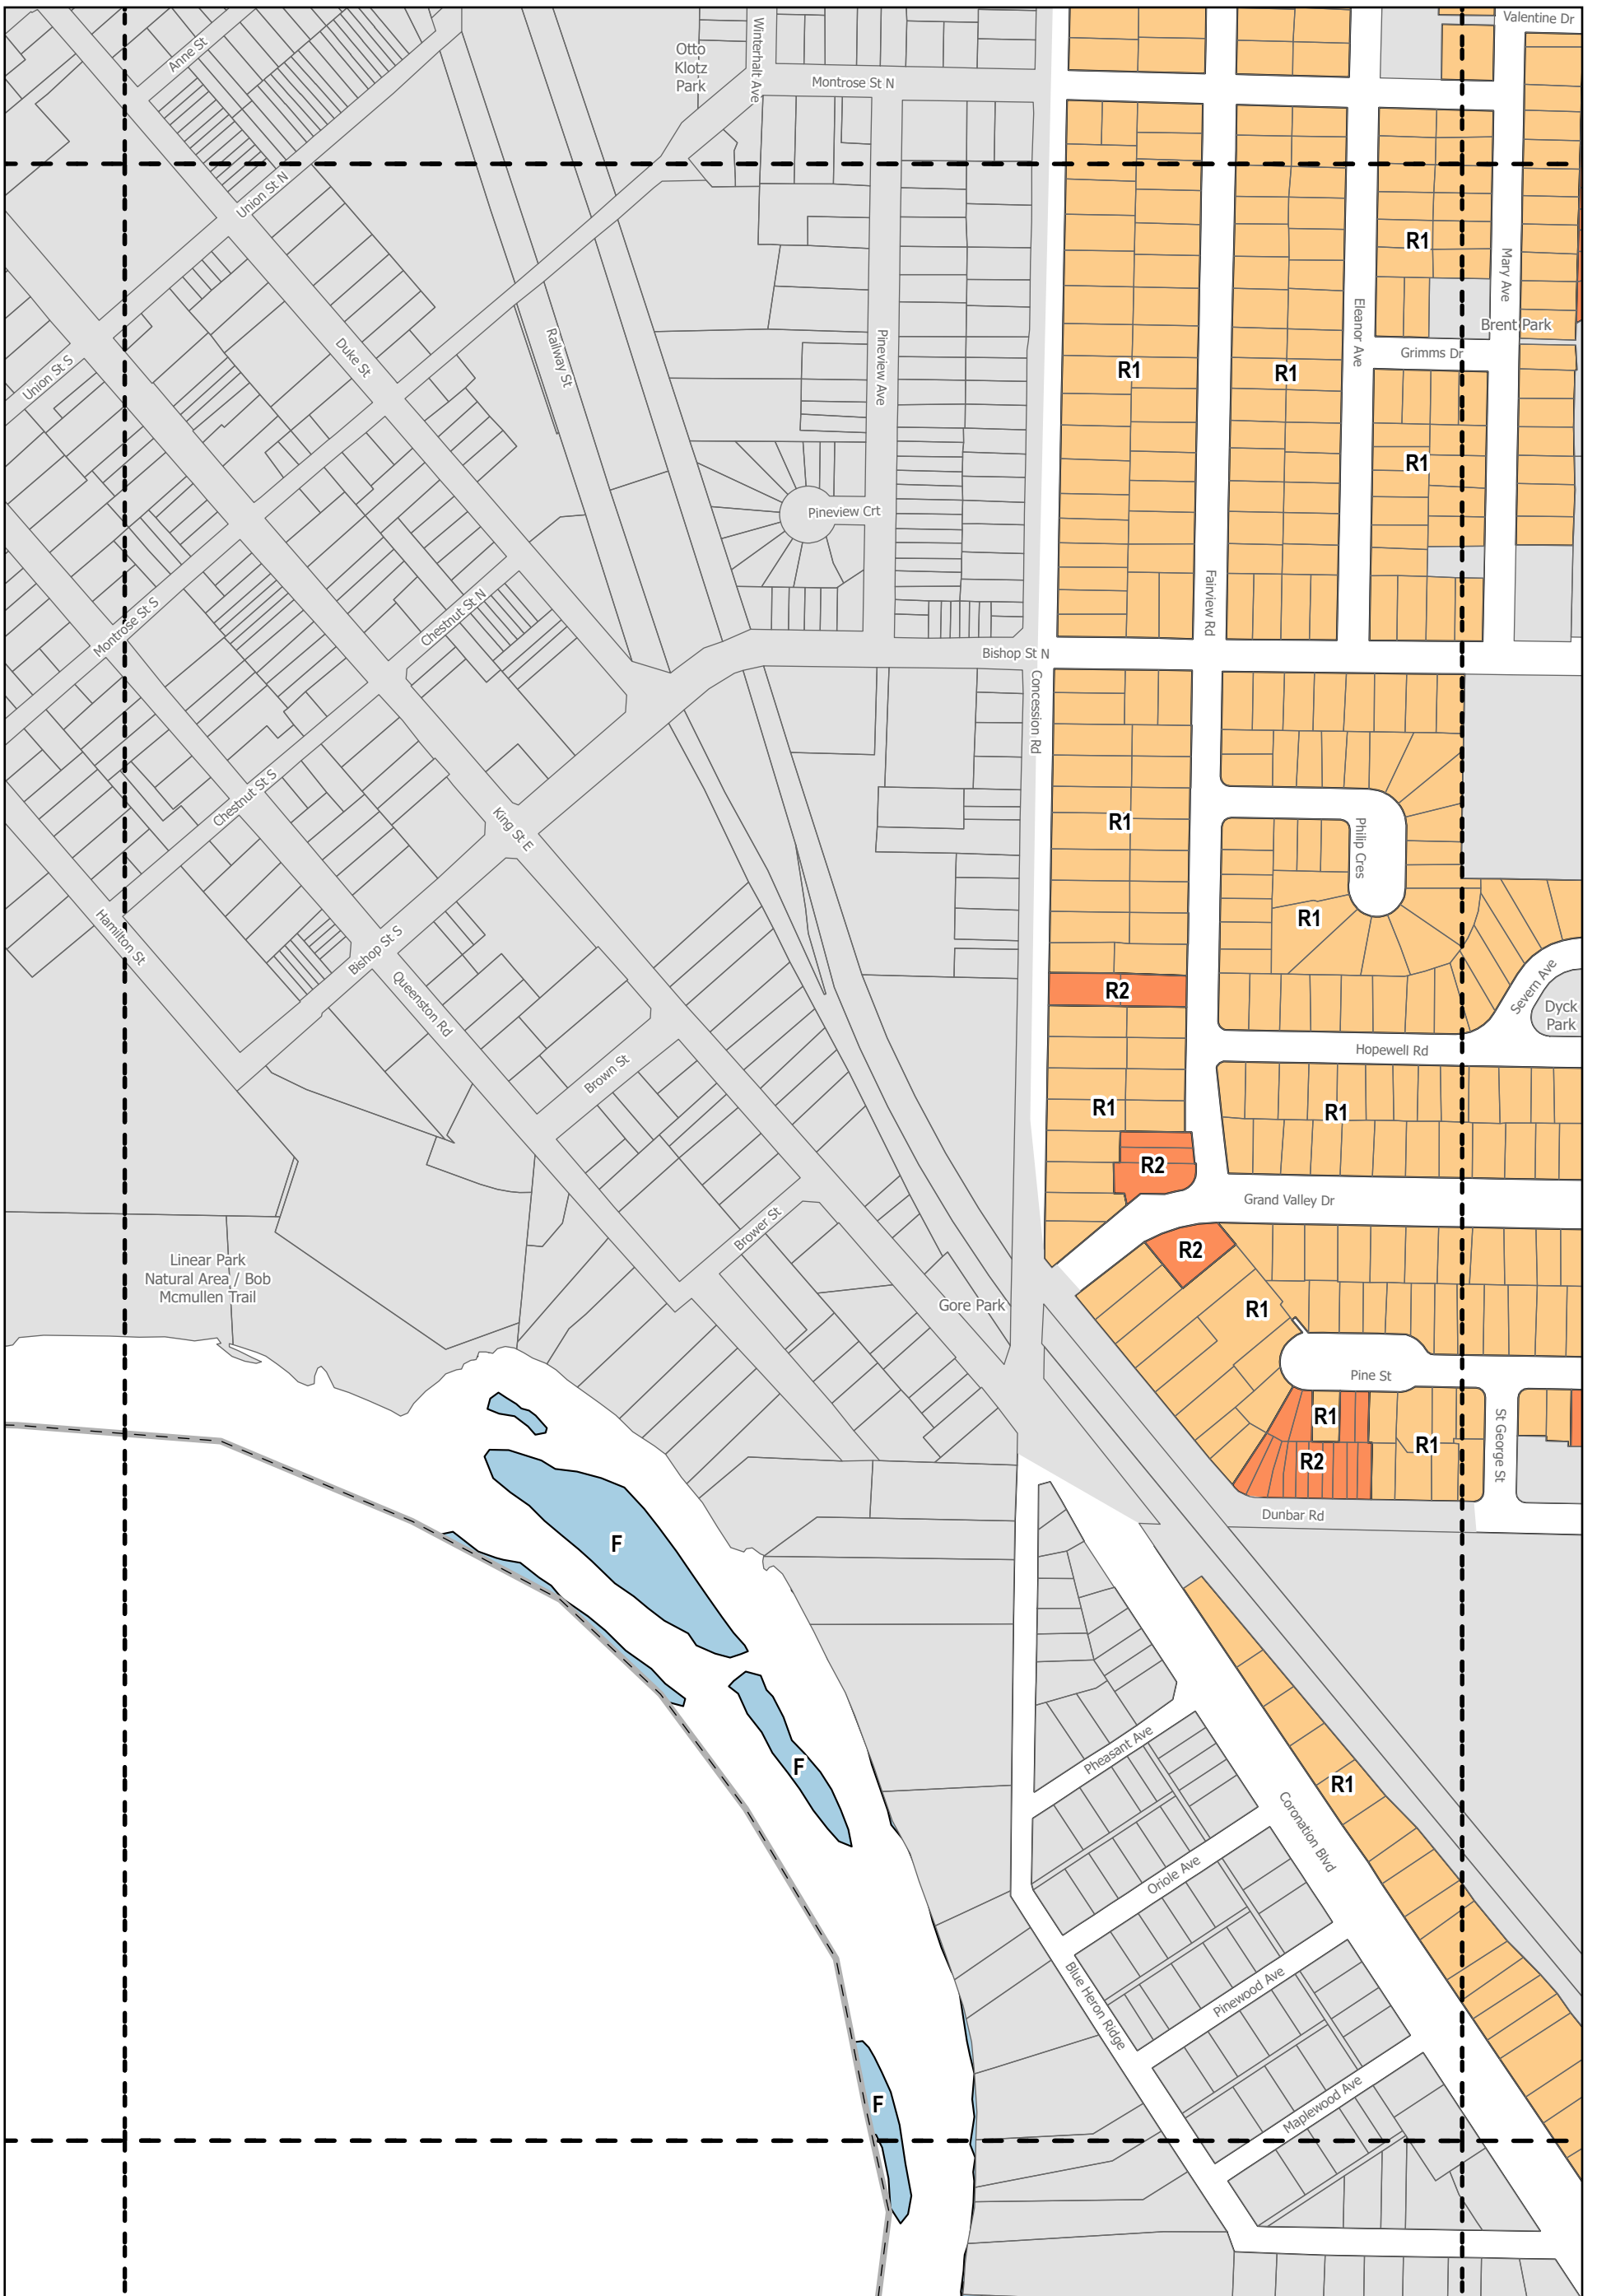 Valentine Dr
Anne St
Otto
Klotz
Park
Winterhalt Ave
Montrose St N
Union St N
R1
Mary Ave
Brent Park
Eleanor Ave
Grimms Dr
Union St S
Duke St
Railway St
Pineview Ave
R1
R1
R1
Pineview Crt
Fairview Rd
Montrose St S
Chestnut St N
Bishop St N
Concession Rd
Chestnut St S
King St E
R1
Philip Cres
R1
Hamilton St
Bishop St S
Queenston Rd
R2
Severn Ave
Dyck
Park
Hopewell Rd
Brown St
R1
R1
R2
Grand Valley Dr
Brower St
R2
Linear Park
Natural Area / Bob
Mcmullen Trail
Gore Park
R1
Pine St
R1
R1
St George St
R2
Dunbar Rd
F
Pheasant Ave
F
R1
Coronation Blvd
Oriole Ave
Blue Heron Ridge
Pinewood Ave
F
Maplewood Ave